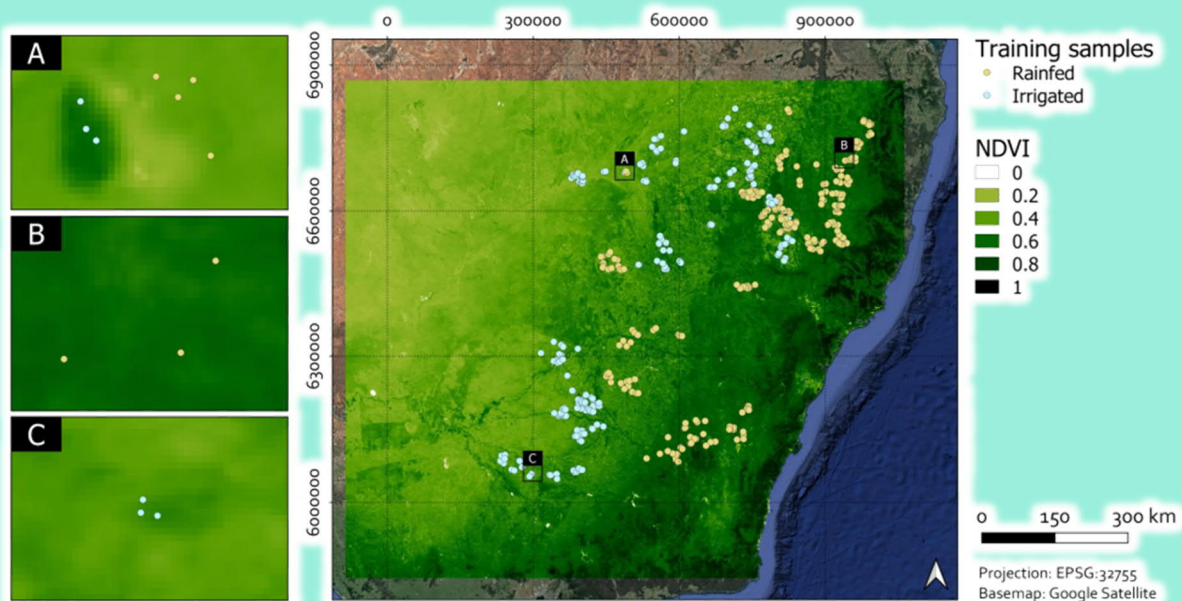 0 300000 600000 900000
6900000
6600000
6300000
6000000
A
B
C
A
B
C
Training samples
Rainfed
Irrigated
NDVI
0
0.2
0.4
0.6
0.8
1
0 150 300 km
Projection: EPSG:32755
Basemap: Google Satellite